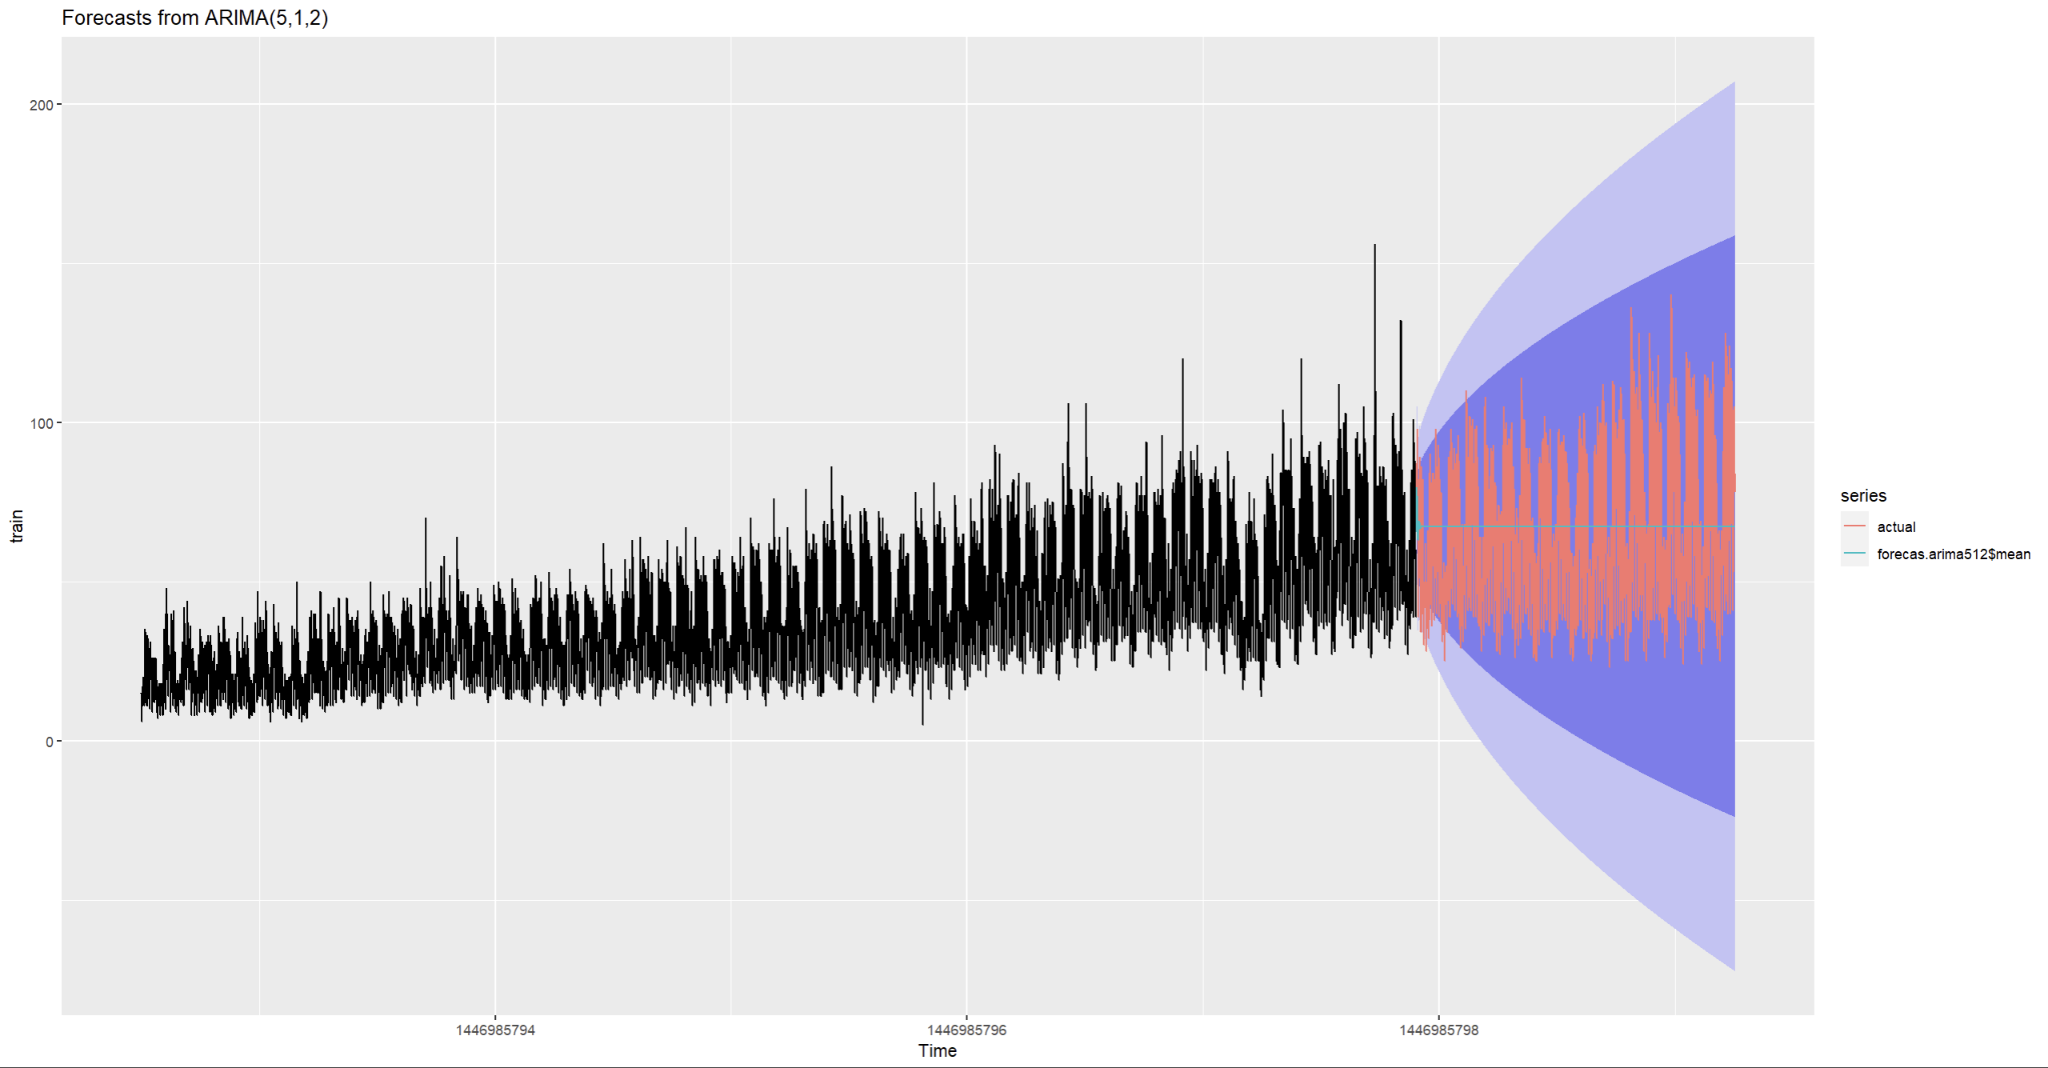 Forecasts from ARIMA(5,1,2)
200
100
0
train
1446985794
1446985796
1446985798
Time
series
actual
forecas.arima512$mean